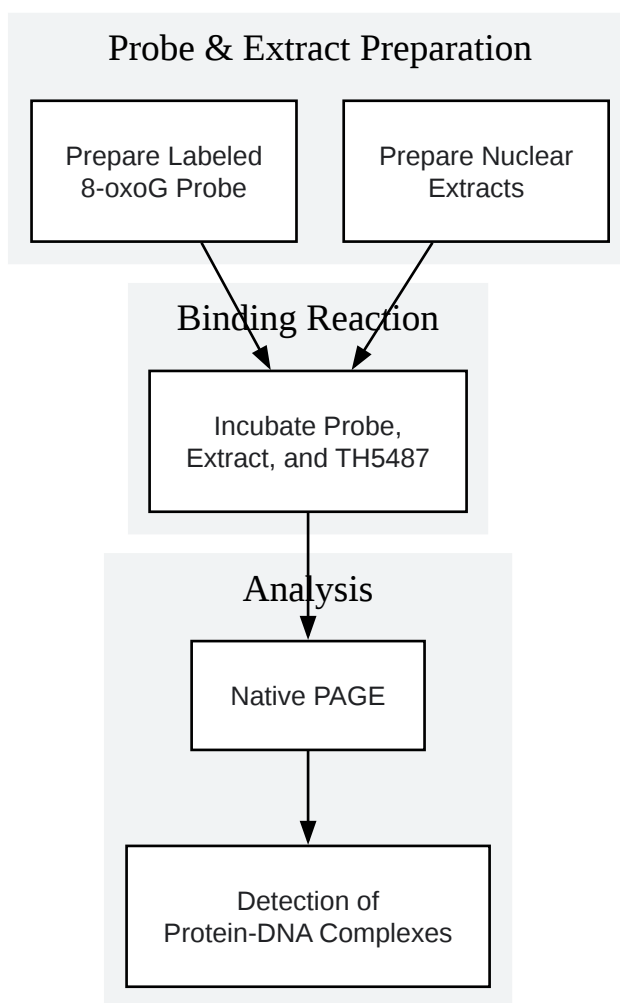 Probe & Extract Preparation
Prepare Labeled
8-oxoG Probe
Prepare Nuclear
Extracts
Binding Reaction
Incubate Probe,
Extract, and TH5487
Analysis
Native PAGE
Detection of
Protein-DNA Complexes